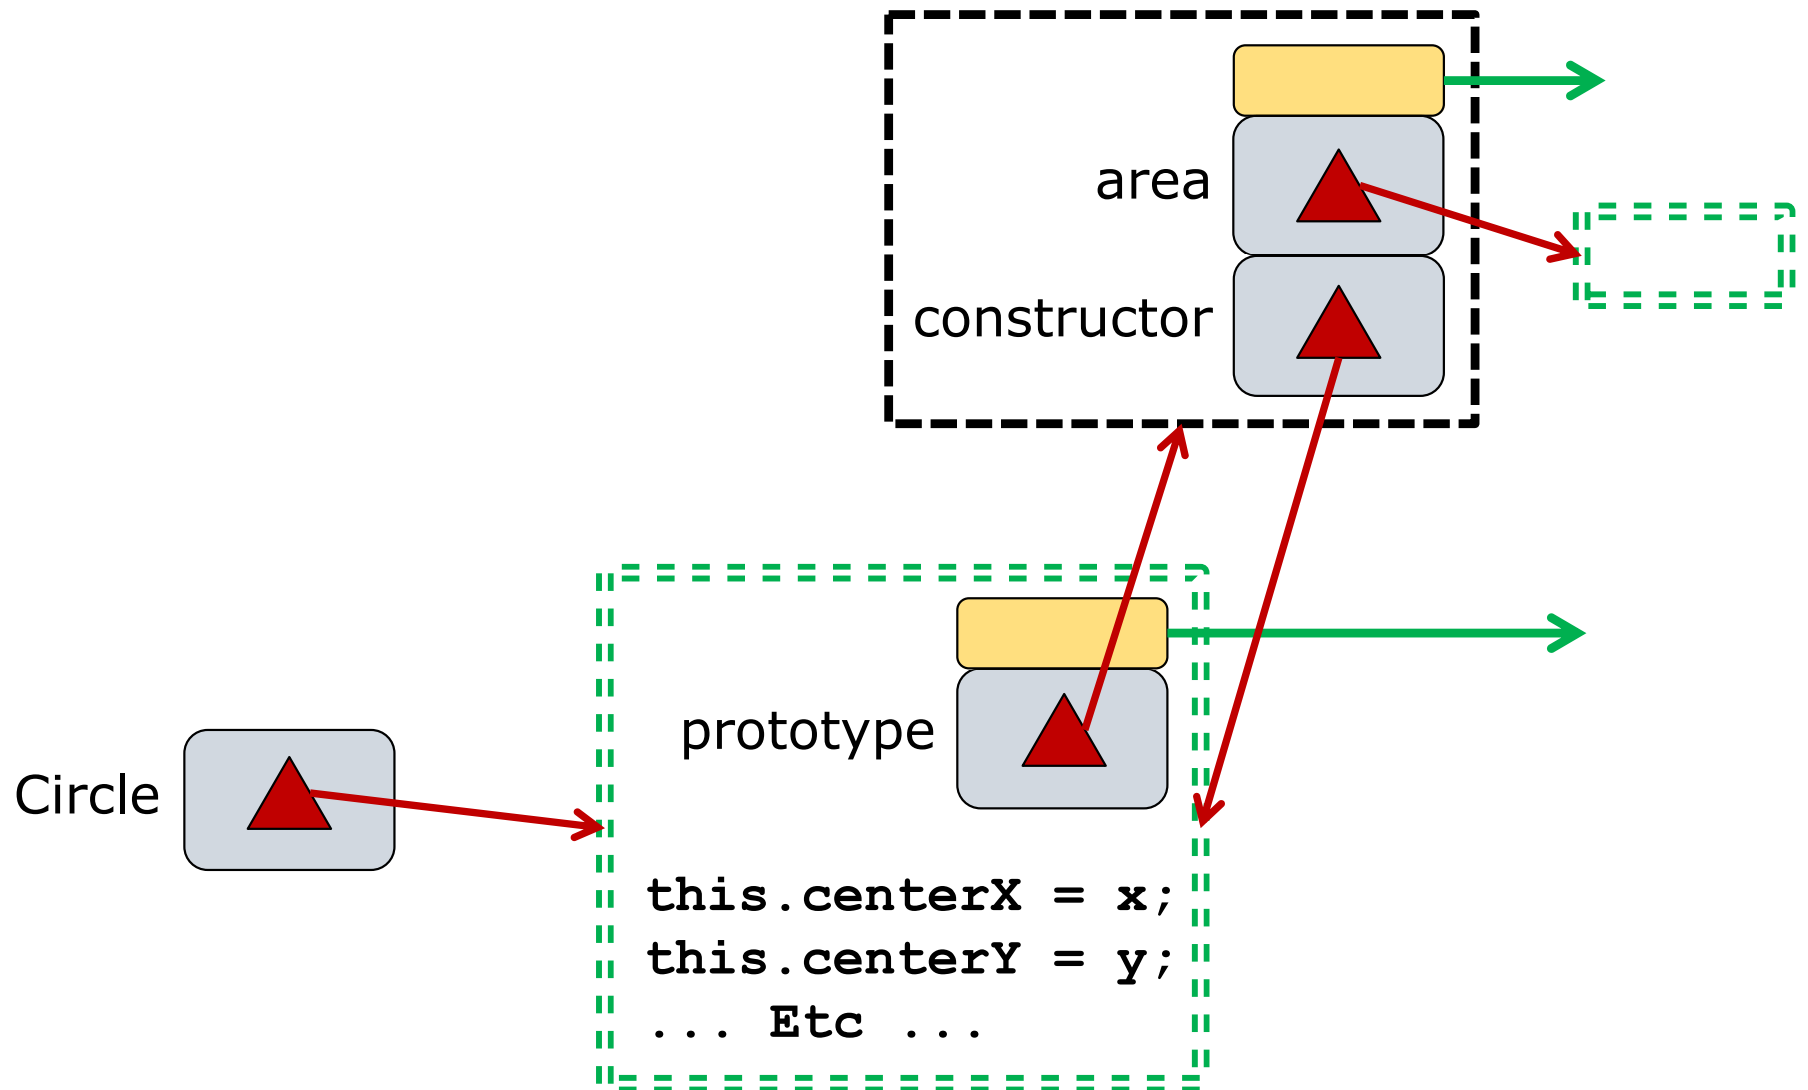 area
constructor
prototype
Circle
this.centerX = x;
this.centerY = y;
... Etc ...